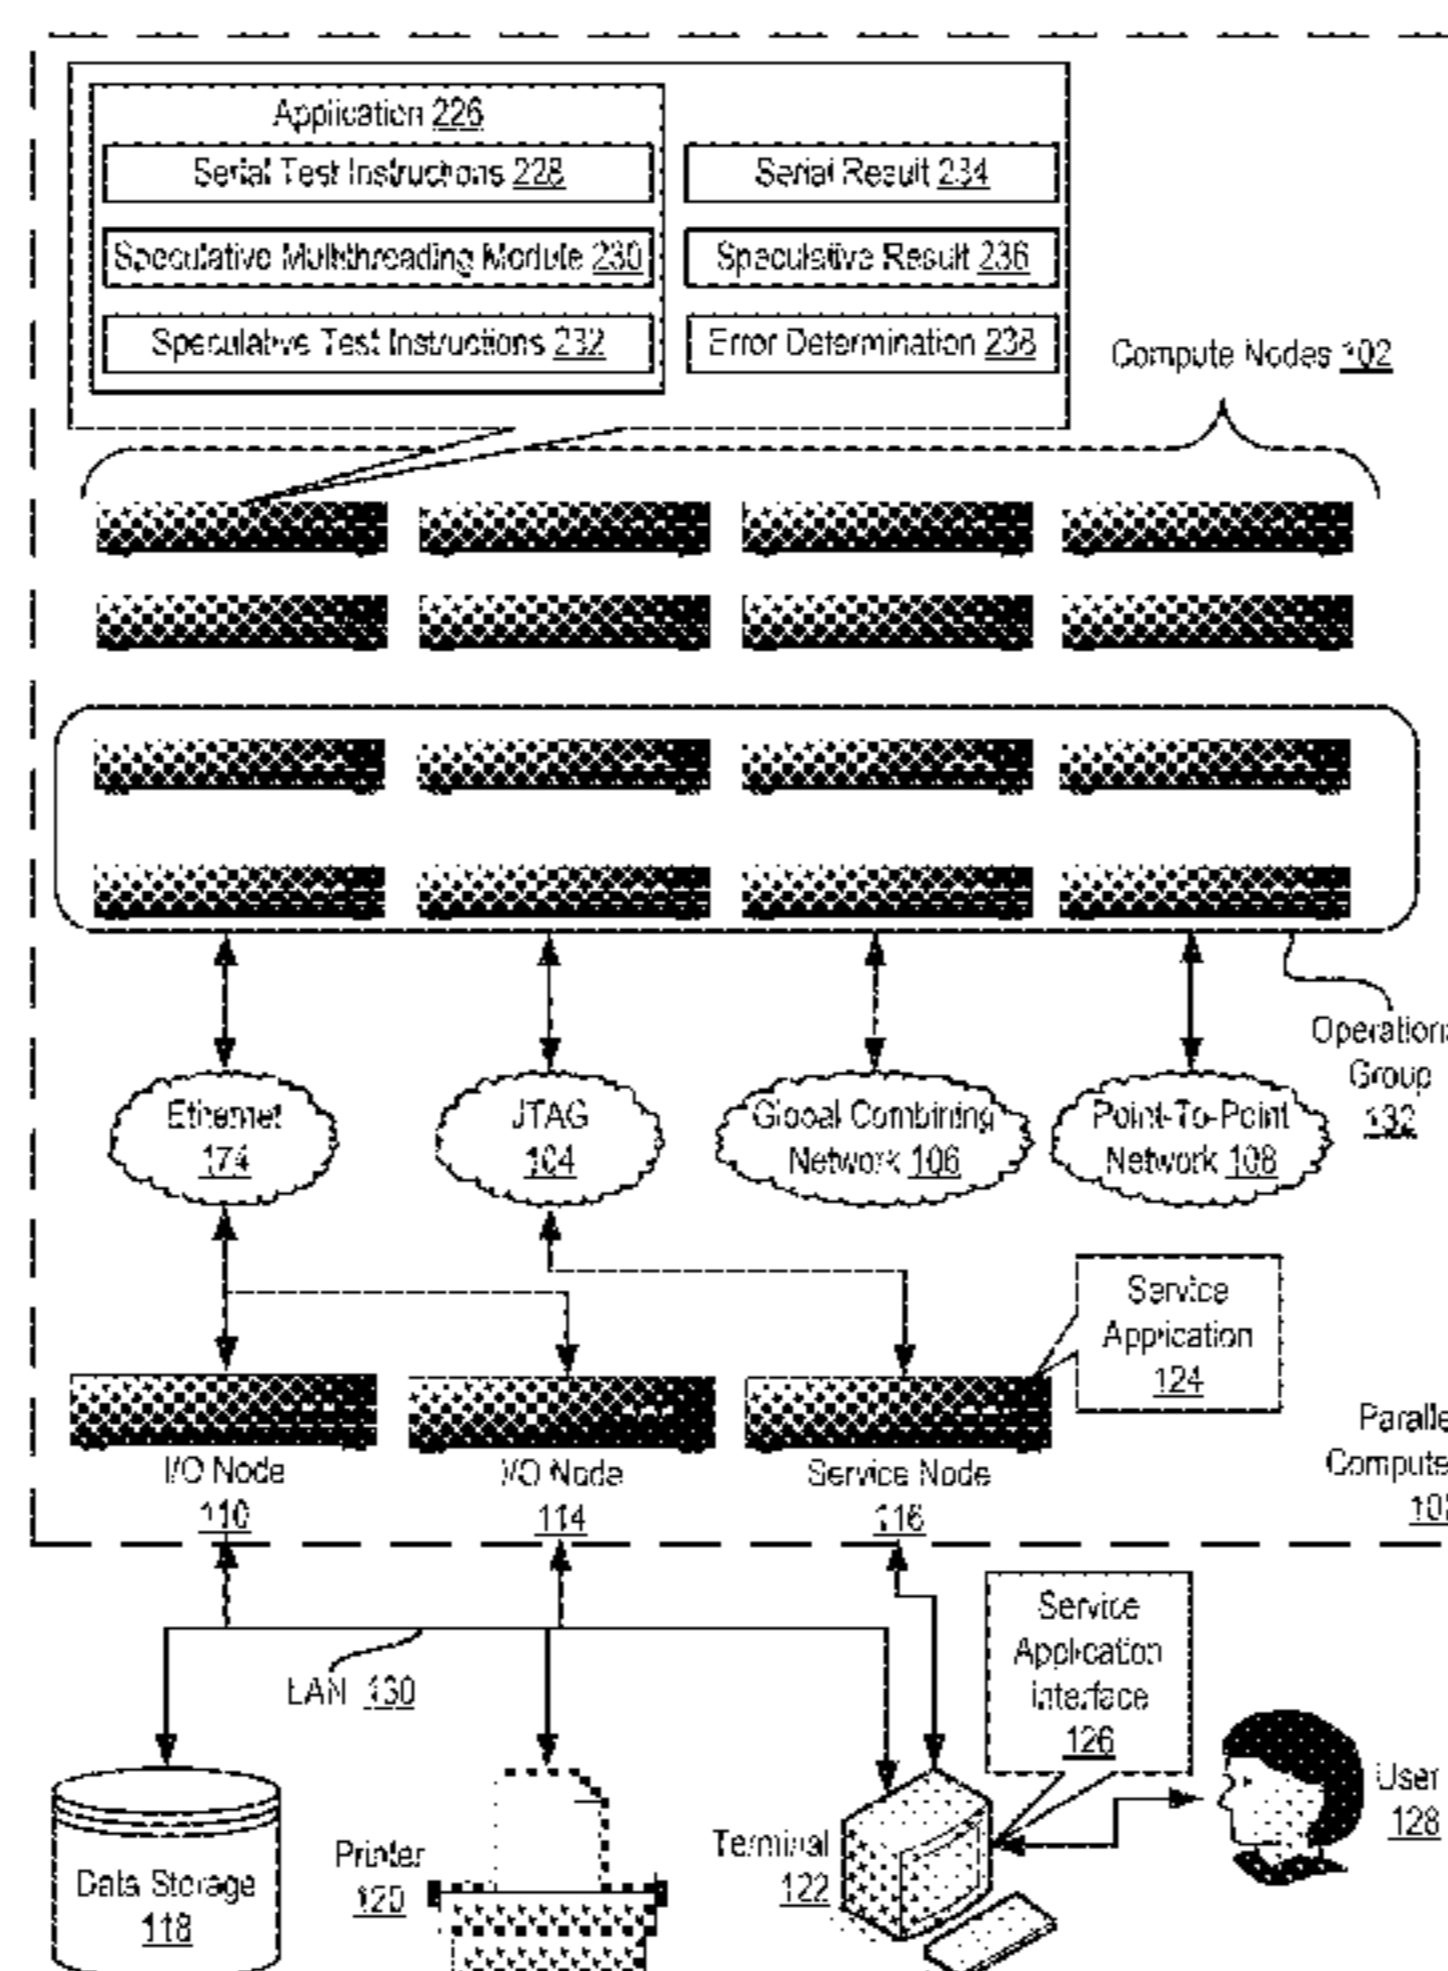 Application 226
Serial Test Instructions 228
Serial Result 234
Speculative Multithreading Module 230
Speculative Result 236
Speculative Test Instructions 232
Error Determination 238
Compute Nodes 102
Operationa
Group
132
Ethernet
174
JTAG
104
Global Combining
Network 106
Point-To-Point
Network 108
Service
Application
124
I/O Node
110
I/O Node
114
Service Node
116
Paralle
Compute
10
Service
Application
interface
126
LAN 130
User
128
Printer
120
Terminal
122
Data Storage
118